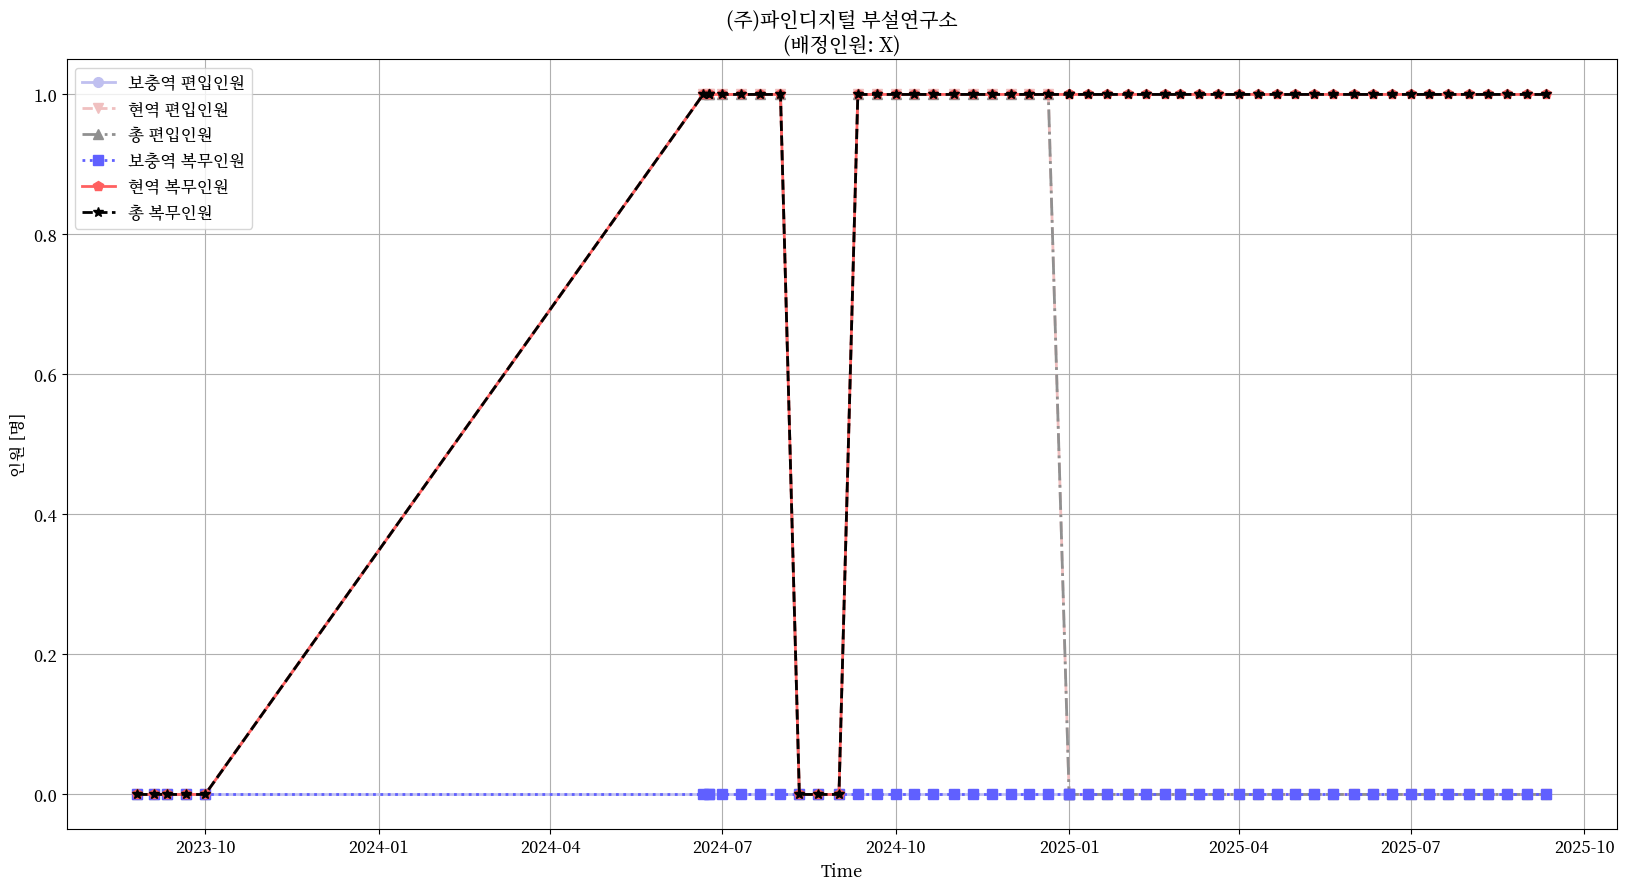 (주)파인디지털 부설연구소
(배정인원: X)
보충역 편입인원
현역 편입인원
총 편입인원
보충역 복무인원
현역 복무인원
총 복무인원
1.0
0.8
0.6
0.4
0.2
0.0
인원 [명]
2023-10
2024-01
2024-04
2024-07
2024-10
2025-01
2025-04
2025-07
2025-10
Time